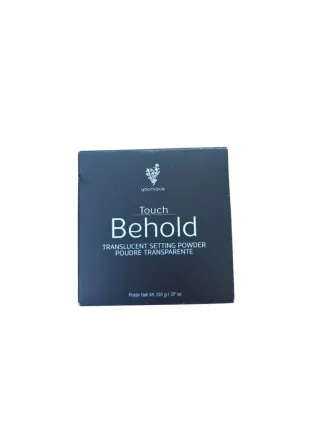 younique
Touch
Behold
TRANSLUCENT SETTING POWDER
POUDRE TRANSPARENTE